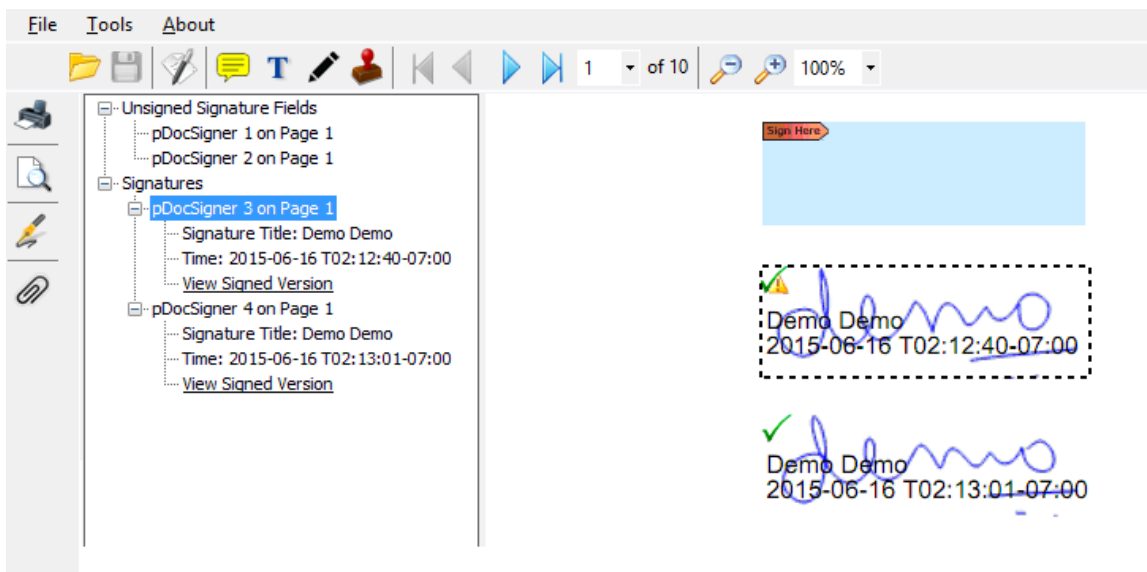 File Tools About
T 1 of 10 100%
Unsigned Signature Fields
pDocSigner 1 on Page 1
pDocSigner 2 on Page 1
Signatures
pDocSigner 3 on Page 1
Signature Title: Demo Demo
Time: 2015-06-16 T02:12:40-07:00
View Signed Version
pDocSigner 4 on Page 1
Signature Title: Demo Demo
Time: 2015-06-16 T02:13:01-07:00
View Signed Version
Sign Here
demo
Demo Demo
2015-06-16 T02:12:40-07:00
demo
Demo Demo
2015-06-16 T02:13:01-07:00